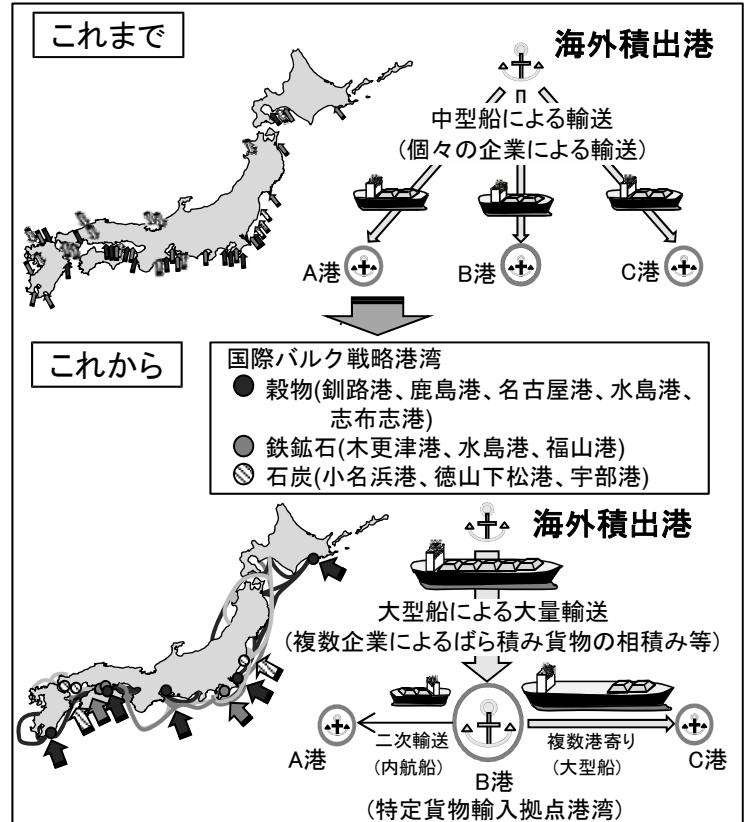 これまで
海外積出港
中型船による輸送
(個々の企業による輸送)
A港
B港
C港
これから
国際バルク戦略港湾
穀物(釧路港、鹿島港、名古屋港、水島港、
志布志港)
鉄鉱石(木更津港、水島港、福山港)
石炭(小名浜港、徳山下松港、宇部港)
海外積出港
大型船による大量輸送
(複数企業によるばら積み貨物の相積み等)
A港
二次輸送
(内航船)
B港
複数港寄り
(大型船)
C港
(特定貨物輸入拠点港湾)